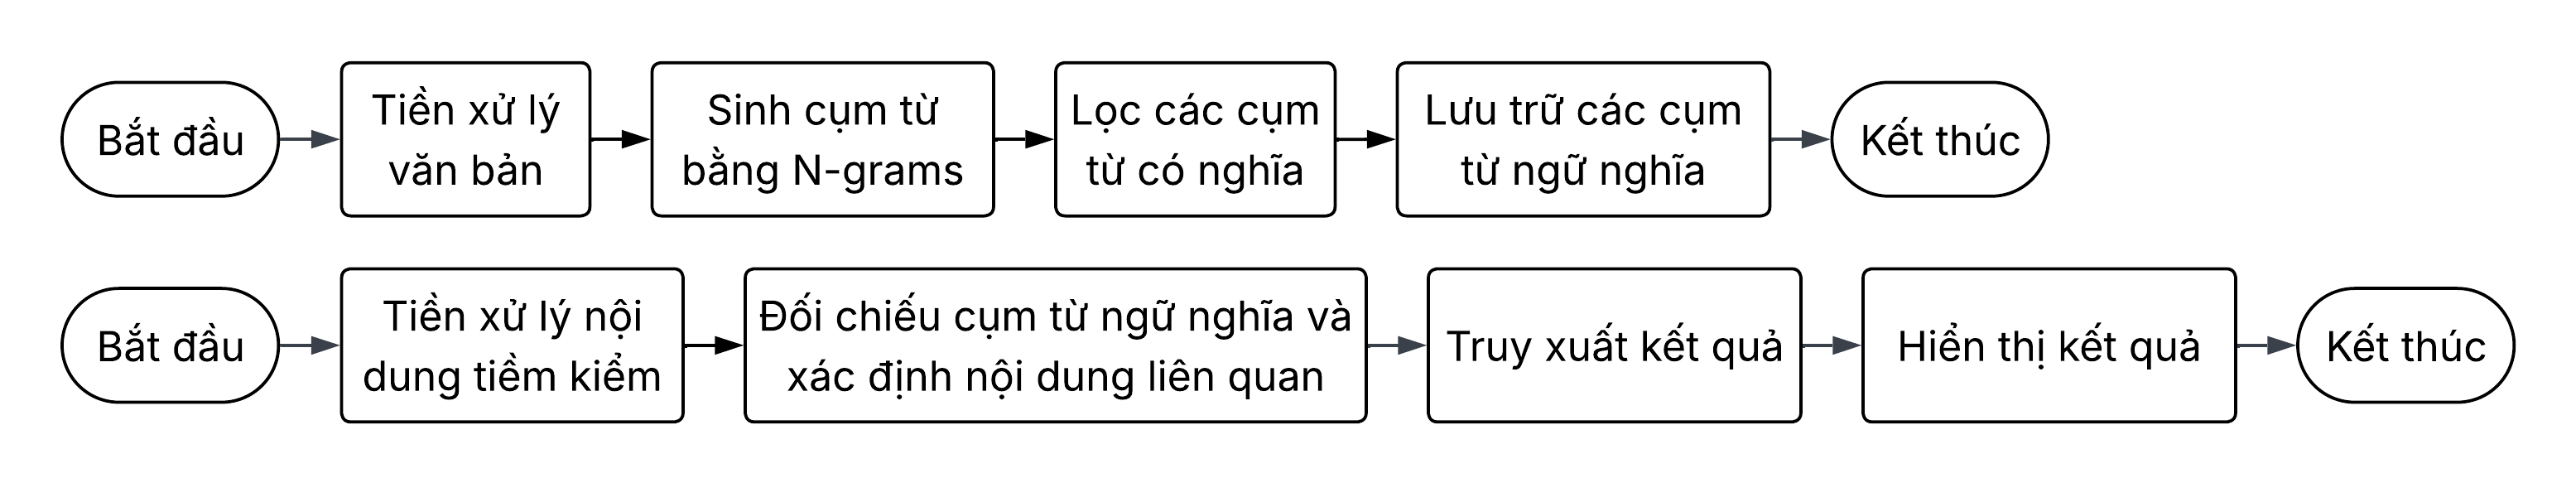 Bắt đầu
Tiền xử lý
văn bản
Sinh cụm từ
bằng N-grams
Lọc các cụm
từ có nghĩa
Lưu trữ các cụm
từ ngữ nghĩa
Kết thúc
Bắt đầu
Tiền xử lý nội
dung tiềm kiểm
Đối chiếu cụm từ ngữ nghĩa và
xác định nội dung liên quan
Truy xuất kết quả
Hiển thị kết quả
Kết thúc